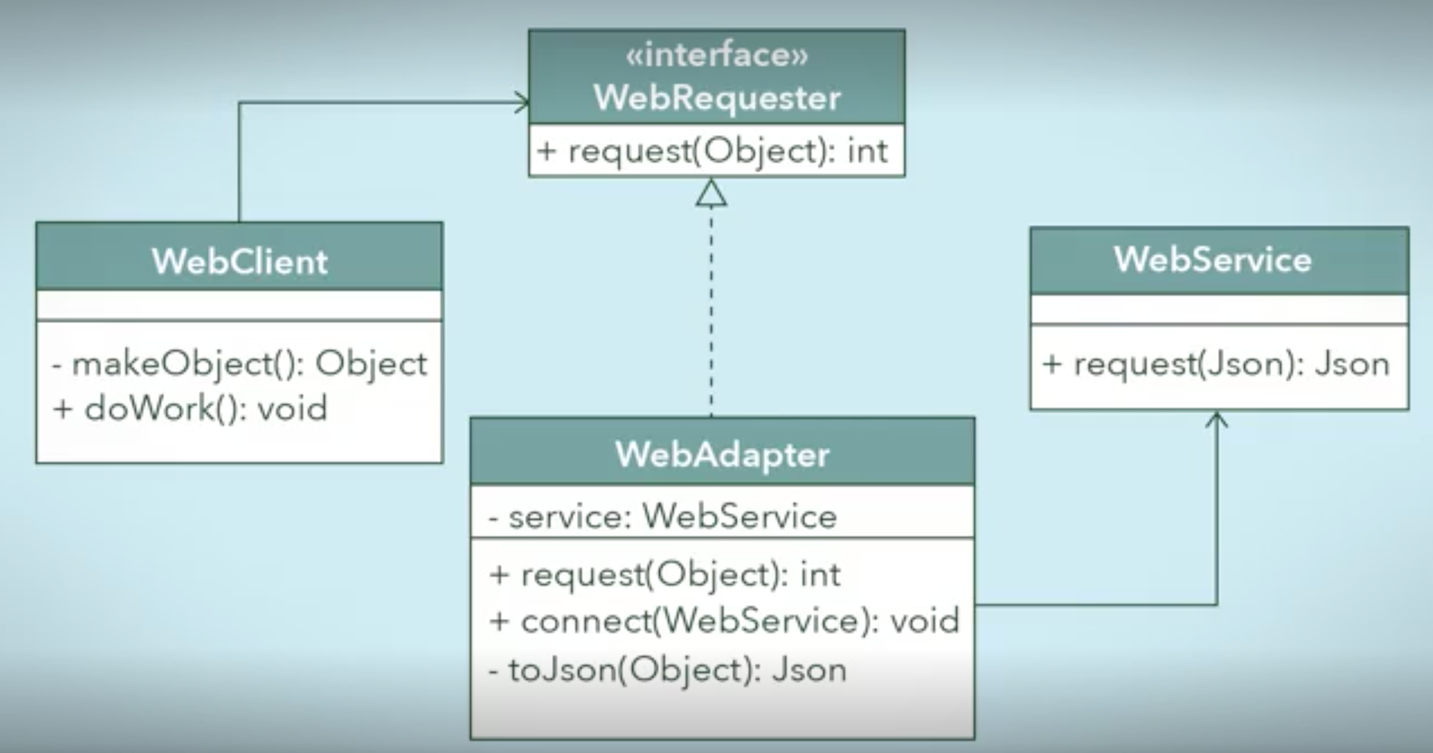 «interface»
WebRequester
+ request(Object): int
WebClient
- makeObject(): Object
+ doWork(): void
WebService
+ request(Json): Json
WebAdapter
- service: WebService
+ request(Object): int
+ connect(WebService): void
- toJson(Object): Json